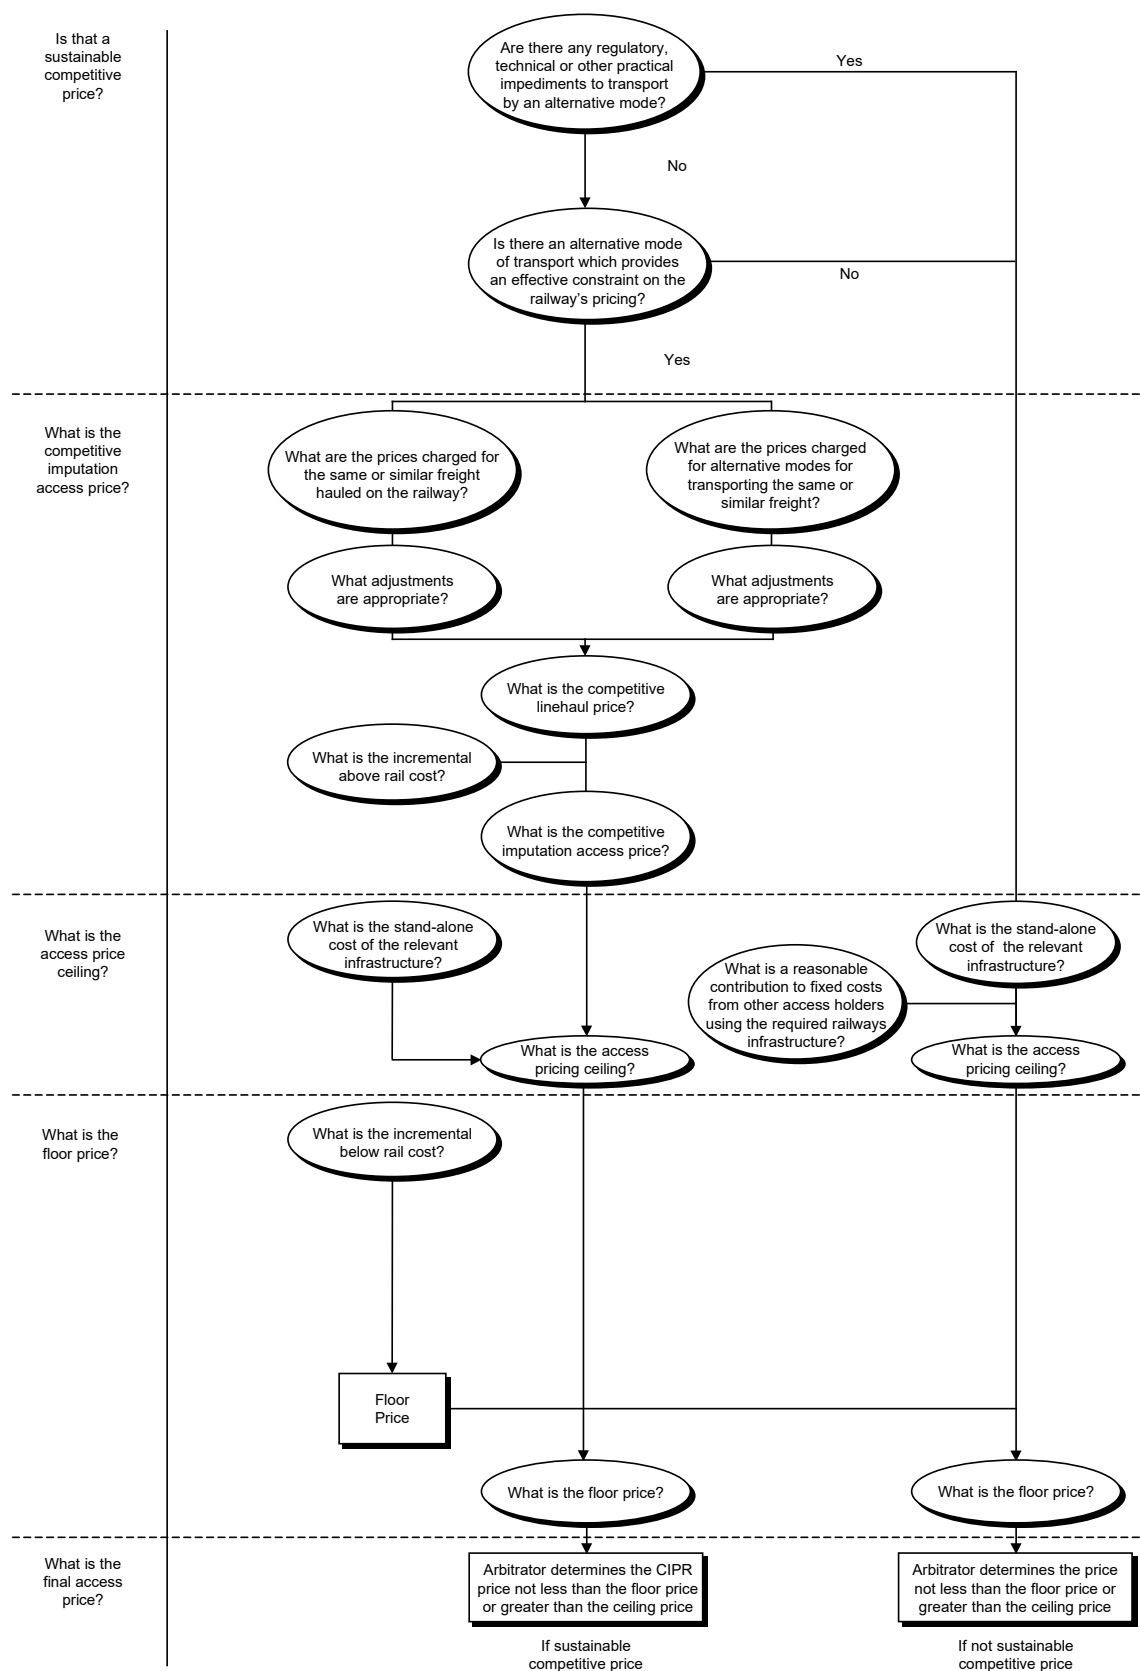 Is that a
sustainable
competitive
price?
Are there any regulatory,
technical or other practical
impediments to transport
by an alternative mode?
Yes
No
Is there an alternative mode
of transport which provides
an effective constraint on the
railway's pricing?
No
Yes
What is the
competitive
imputation
access price?
What are the prices charged for
the same or similar freight
hauled on the railway?
What are the prices charged
for alternative modes for
transporting the same or
similar freight?
What adjustments
are appropriate?
What adjustments
are appropriate?
What is the competitive
linehaul price?
What is the incremental
above rail cost?
What is the competitive
imputation access price?
What is the
access price
ceiling?
What is the stand-alone
cost of the relevant
infrastructure?
What is the stand-alone
cost of  the relevant
infrastructure?
What is a reasonable
contribution to fixed costs
from other access holders
using the required railways
infrastructure?
What is the access
pricing ceiling?
What is the access
pricing ceiling?
What is the
floor price?
What is the incremental
below rail cost?
Floor
Price
What is the floor price?
What is the floor price?
What is the
final access
price?
Arbitrator determines the CIPR
price not less than the floor price
or greater than the ceiling price
Arbitrator determines the price
not less than the floor price or
greater than the ceiling price
If sustainable
competitive price
If not sustainable
competitive price